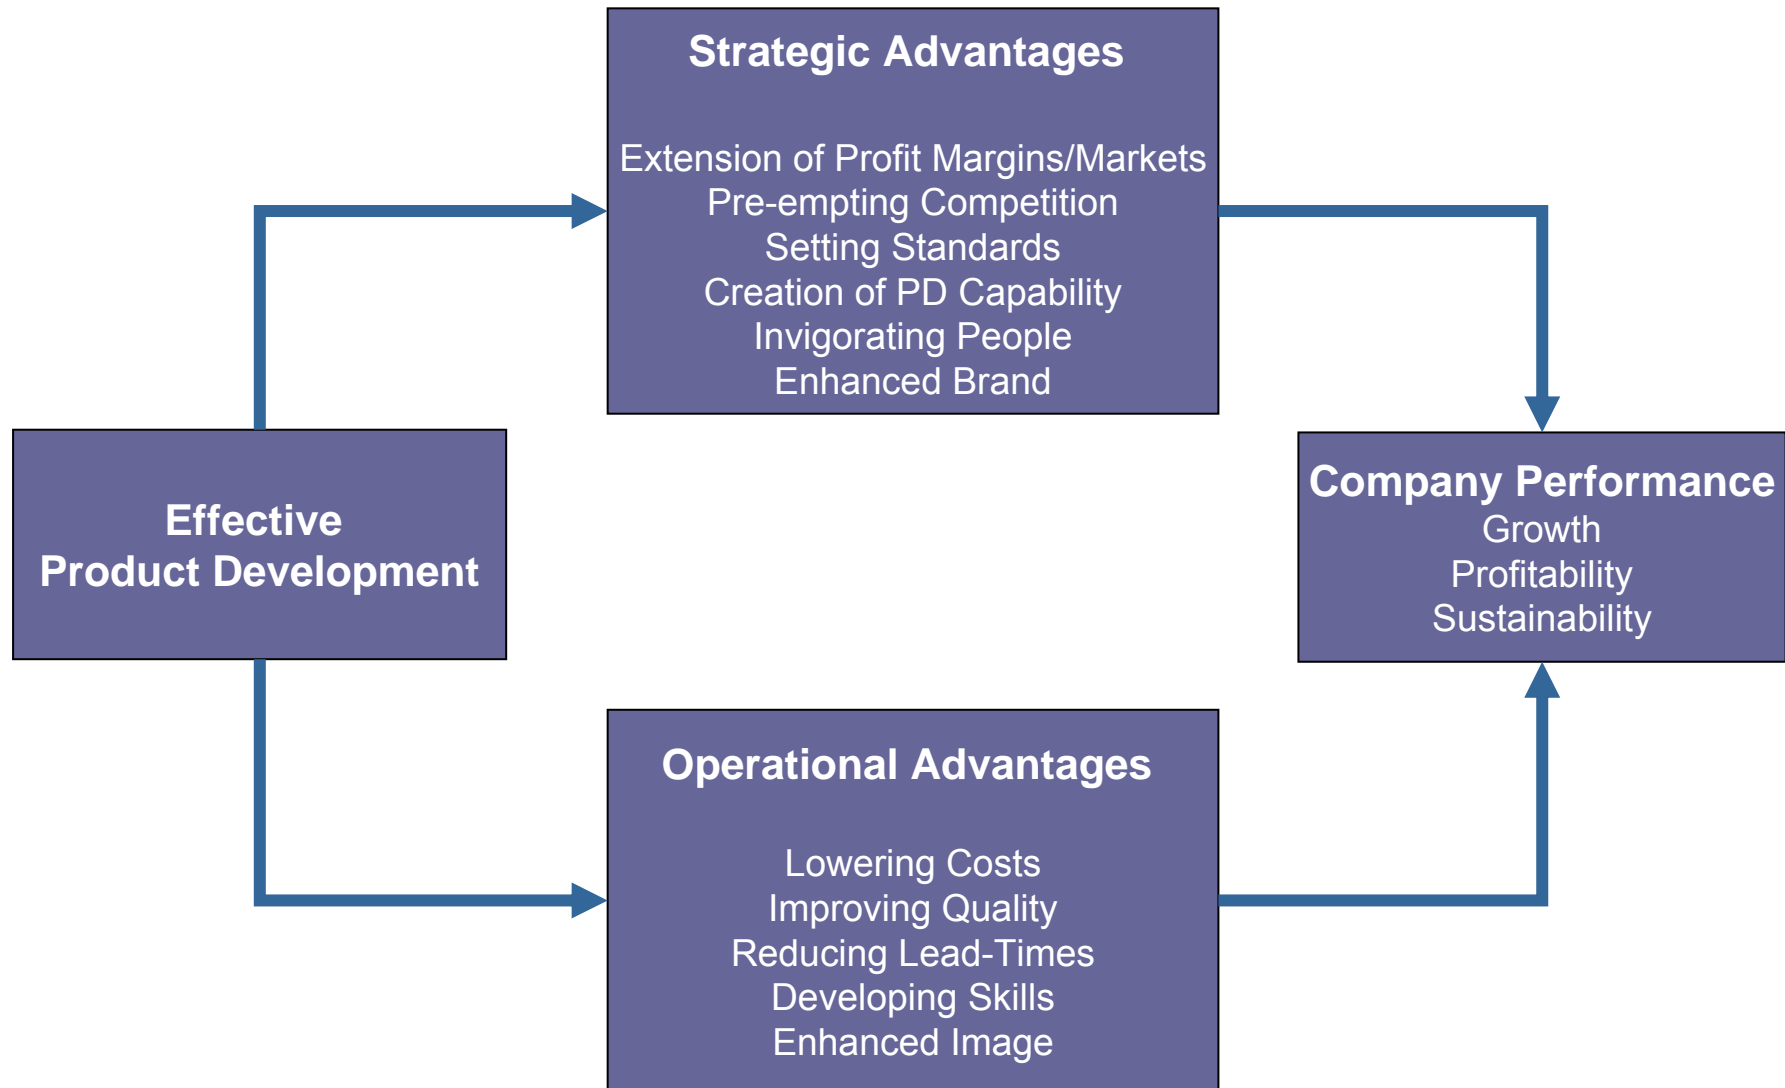 Strategic Advantages
Extension of Profit Margins/Markets
Pre-empting Competition
Setting Standards
Creation of PD Capability
Invigorating People
Enhanced Brand
Effective
Product Development
Company Performance
Growth
Profitability
Sustainability
Operational Advantages
Lowering Costs
Improving Quality
Reducing Lead-Times
Developing Skills
Enhanced Image